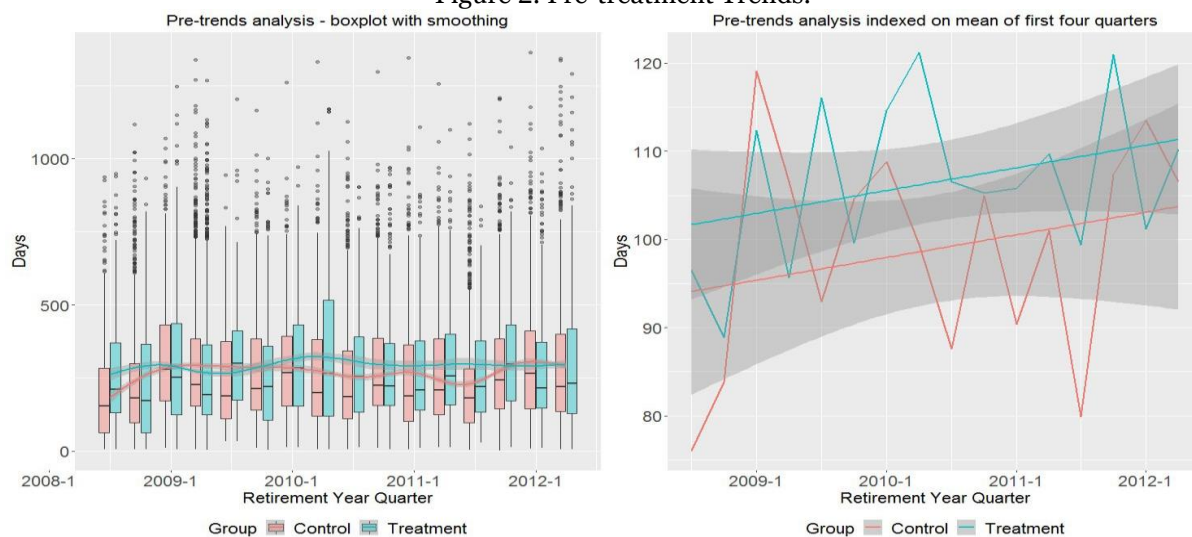 Figure 2: Pre-treatment Trends.
Pre-trends analysis - boxplot with smoothing
1000
500
0
Days
2008-1 2009-1 2010-1 2011-1 2012-1
Retirement Year Quarter
Group Control Treatment
Pre-trends analysis indexed on mean of first four quarters
120
110
100
90
80
Days
2009-1 2010-1 2011-1 2012-1
Retirement Year Quarter
Group Control Treatment